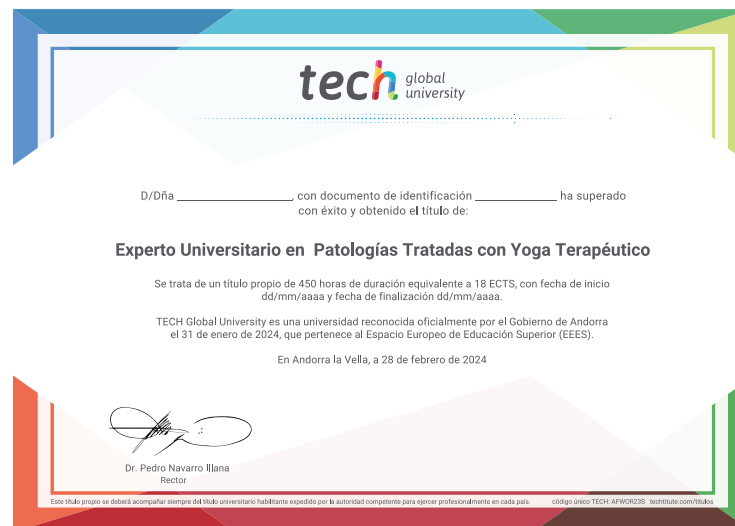 tech global
university
D/Dña ____________________, con documento de identificación ______________ ha superado
con éxito y obtenido el título de:
Experto Universitario en Patologías Tratadas con Yoga Terapéutico
Se trata de un título propio de 450 horas de duración equivalente a 18 ECTS, con fecha de inicio
dd/mm/aaaa y fecha de finalización dd/mm/aaaa.
TECH Global University es una universidad reconocida oficialmente por el Gobierno de Andorra
el 31 de enero de 2024, que pertenece al Espacio Europeo de Educación Superior (EEES).
En Andorra la Vella, a 28 de febrero de 2024
Dr. Pedro Navarro Illana
Rector
Este título propio se deberá acompañar siempre del título universitario habilitante expedido por la autoridad competente para ejercer profesionalmente en cada país. código único TECH: AFWOR23S techtitute.com/titulos